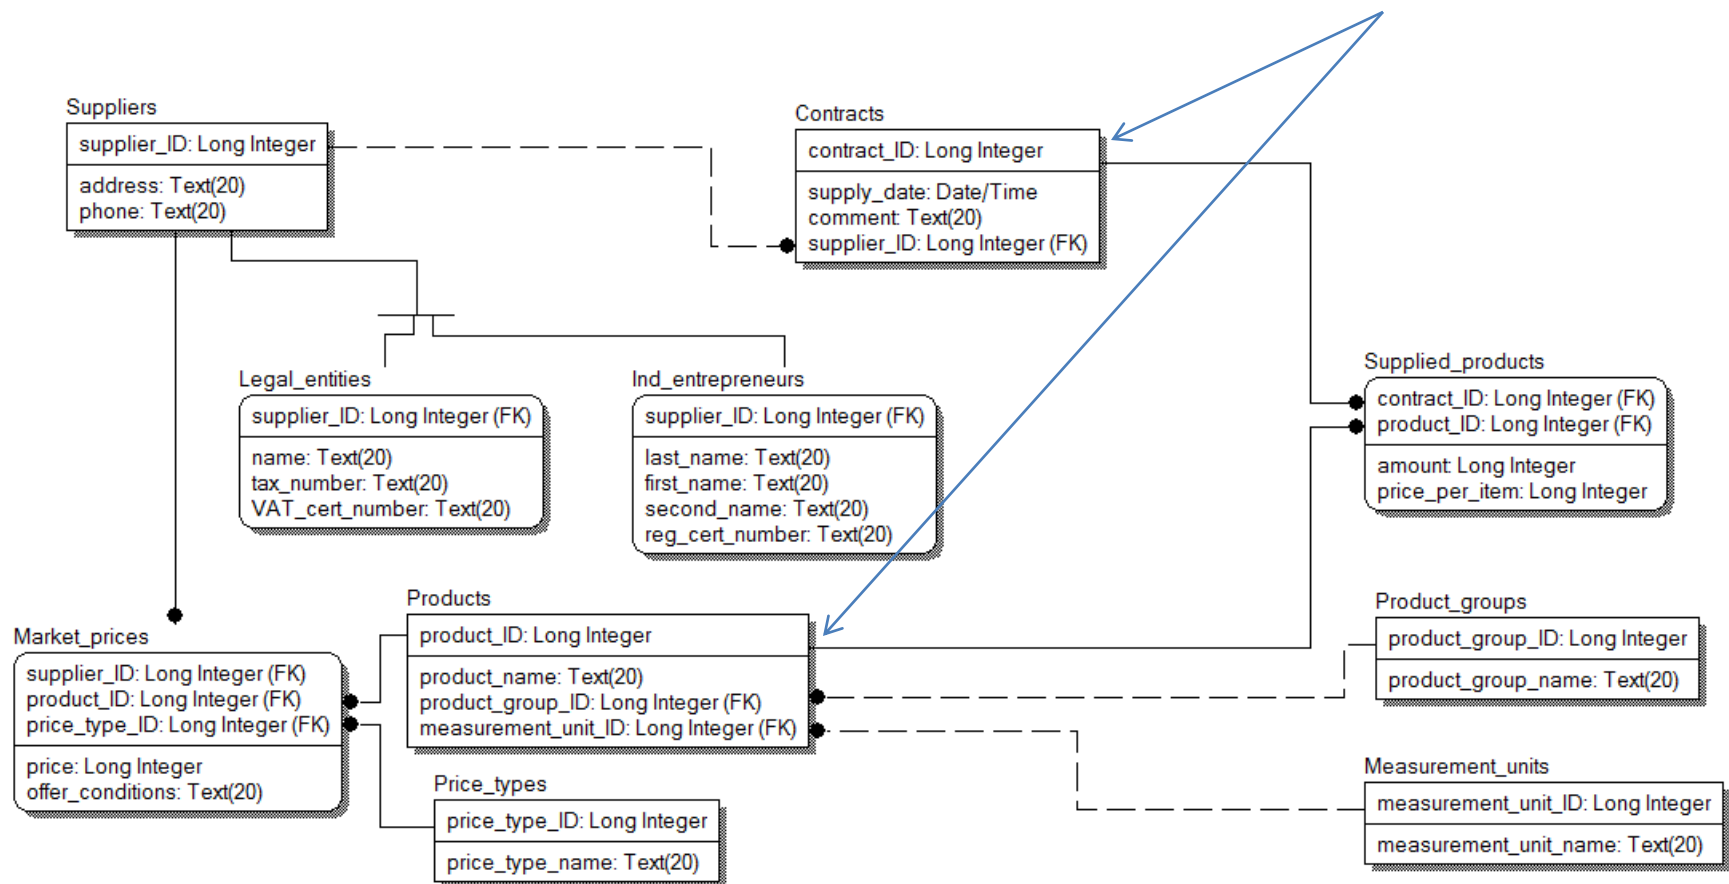 Suppliers
supplier_ID: Long Integer
address: Text(20)
phone: Text(20)
Contracts
contract_ID: Long Integer
supply_date: Date/Time
comment: Text(20)
supplier_ID: Long Integer (FK)
Legal_entities
supplier_ID: Long Integer (FK)
name: Text(20)
tax_number: Text(20)
VAT_cert_number: Text(20)
Ind_entrepreneurs
supplier_ID: Long Integer (FK)
last_name: Text(20)
first_name: Text(20)
second_name: Text(20)
reg_cert_number: Text(20)
Supplied_products
contract_ID: Long Integer (FK)
product_ID: Long Integer (FK)
amount: Long Integer
price_per_item: Long Integer
Market_prices
supplier_ID: Long Integer (FK)
product_ID: Long Integer (FK)
price_type_ID: Long Integer (FK)
price: Long Integer
offer_conditions: Text(20)
Products
product_ID: Long Integer
product_name: Text(20)
product_group_ID: Long Integer (FK)
measurement_unit_ID: Long Integer (FK)
Product_groups
product_group_ID: Long Integer
product_group_name: Text(20)
Price_types
price_type_ID: Long Integer
price_type_name: Text(20)
Measurement_units
measurement_unit_ID: Long Integer
measurement_unit_name: Text(20)